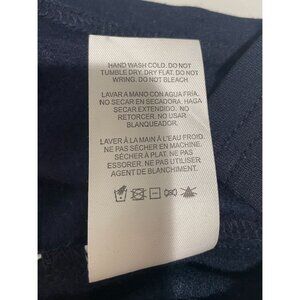 HAND WASH COLD. DO NOT
TUMBLE DRY, DRY FLAT. DO NOT
WRING. DO NOT BLEACH
LAVAR A MANO CON AGUA FRIA.
NO SECAR EN SECADORA, HAGA
SECAR EXTENDIGO. NO
RETORCER, NO USAR
BLANQUEADOR.
LAVER À LA MAIN À L'EAU FROID.
NE PAS SÉCHER EN MACHINE.
SÉCHER À PLAT, NE PAS
ESSORER. NE PAS UTILISER
AGENT DE BLANCHIMENT.